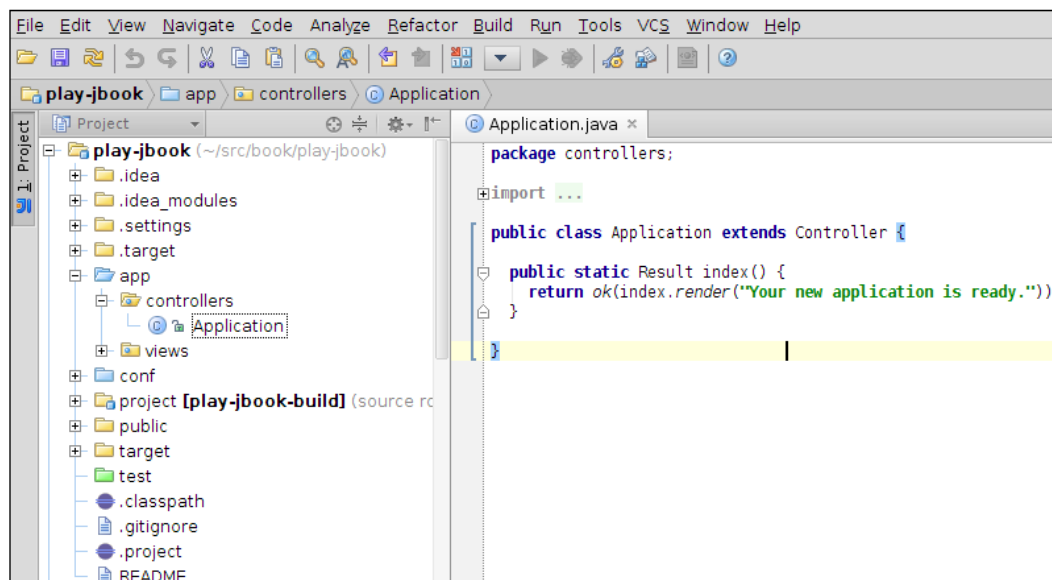 File Edit View Navigate Code Analyze Refactor Build Run Tools VCS Window Help
play-jbook app controllers Application
1: Project
Project
Application.java
play-jbook (~/src/book/play-jbook)
.idea
.idea_modules
.settings
.target
app
controllers
Application
views
conf
project [play-jbook-build] (source ro
public
target
test
.classpath
.gitignore
.project
README
package controllers;
import ...
public class Application extends Controller {
public static Result index() {
return ok(index.render("Your new application is ready."))
}
}